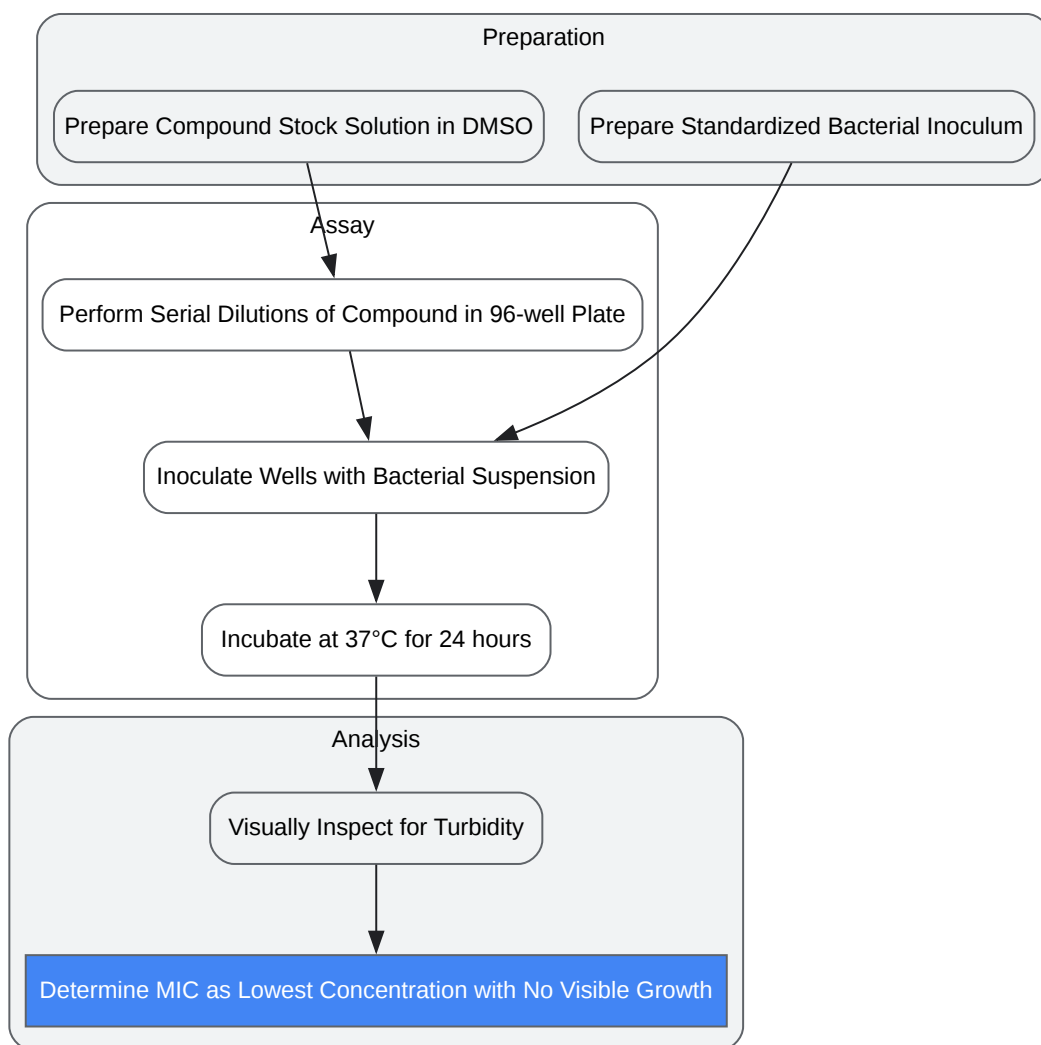 Preparation
Prepare Compound Stock Solution in DMSO
Prepare Standardized Bacterial Inoculum
Assay
Perform Serial Dilutions of Compound in 96-well Plate
Inoculate Wells with Bacterial Suspension
Incubate at 37°C for 24 hours
Analysis
Visually Inspect for Turbidity
Determine MIC as Lowest Concentration with No Visible Growth